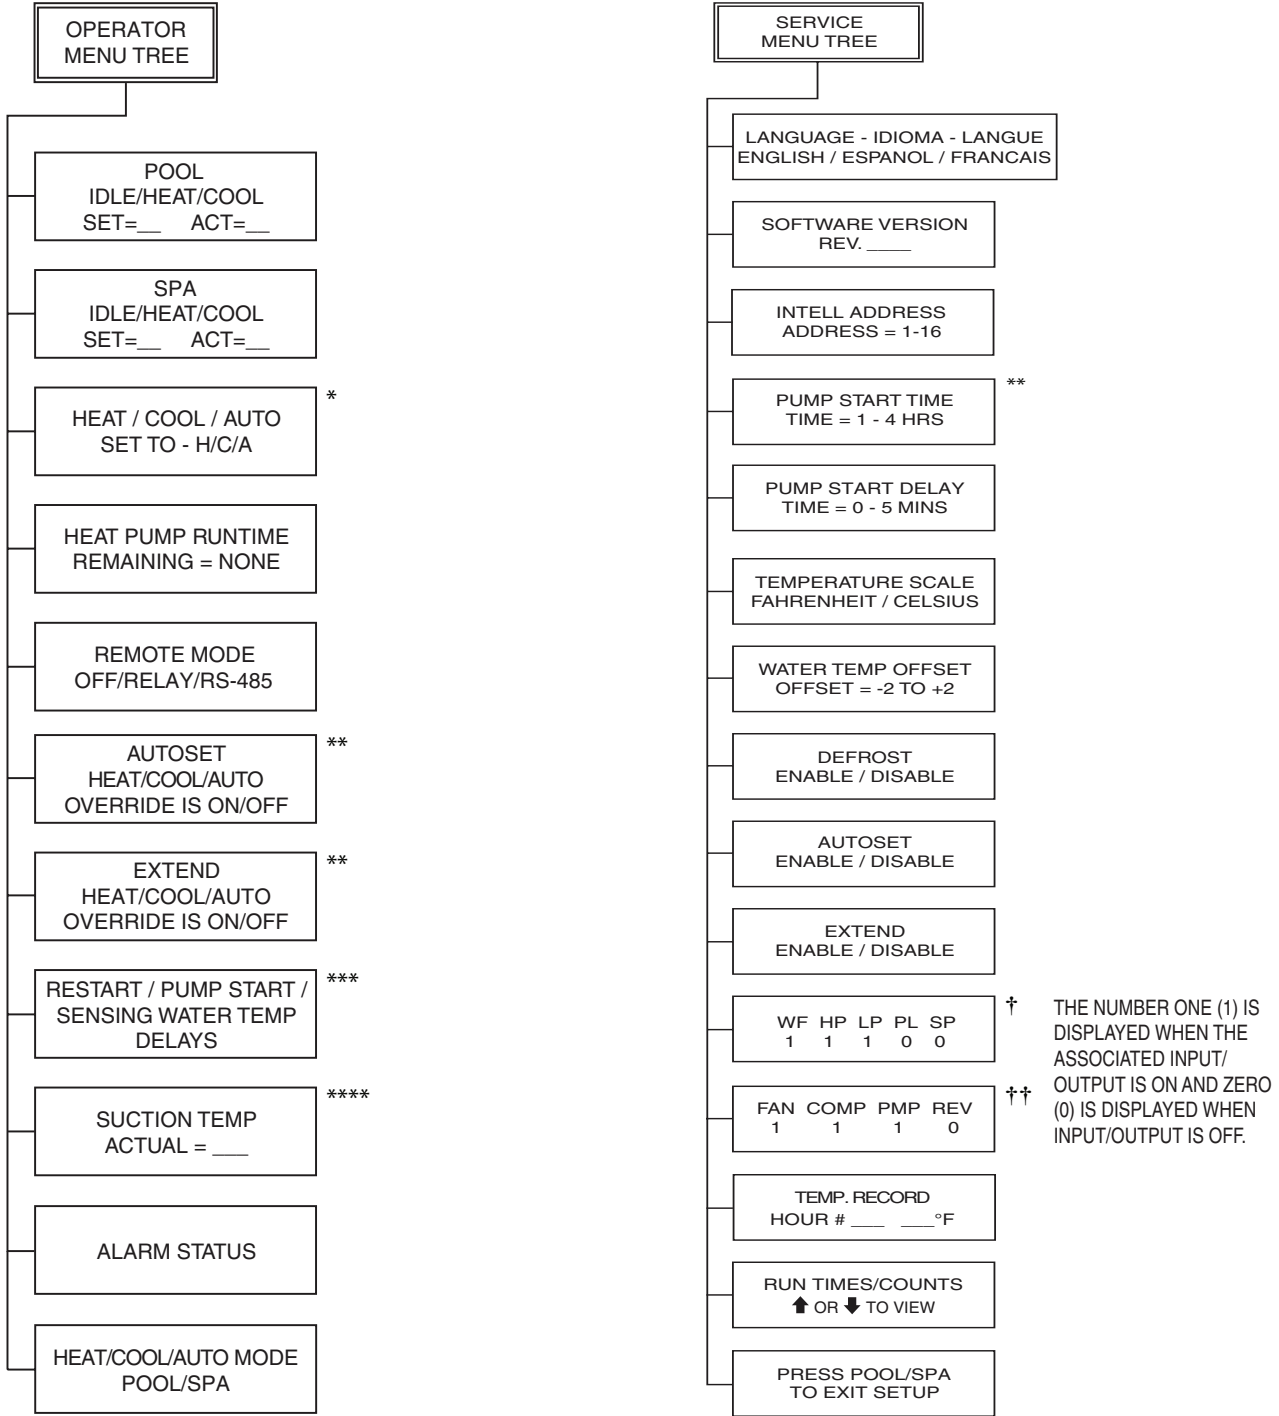 OPERATOR
MENU TREE
POOL
IDLE/HEAT/COOL
SET=__ ACT=__
SPA
IDLE/HEAT/COOL
SET=__ ACT=__
*
HEAT / COOL / AUTO
SET TO - H/C/A
HEAT PUMP RUNTIME
REMAINING = NONE
REMOTE MODE
OFF/RELAY/RS-485
**
AUTOSET
HEAT/COOL/AUTO
OVERRIDE IS ON/OFF
**
EXTEND
HEAT/COOL/AUTO
OVERRIDE IS ON/OFF
***
RESTART / PUMP START /
SENSING WATER TEMP
DELAYS
****
SUCTION TEMP
ACTUAL = ___
ALARM STATUS
HEAT/COOL/AUTO MODE
POOL/SPA
SERVICE
MENU TREE
LANGUAGE - IDIOMA - LANGUE
ENGLISH / ESPANOL / FRANCAIS
SOFTWARE VERSION
REV. ____
INTELL ADDRESS
ADDRESS = 1-16
**
PUMP START TIME
TIME = 1 - 4 HRS
PUMP START DELAY
TIME = 0 - 5 MINS
TEMPERATURE SCALE
FAHRENHEIT / CELSIUS
WATER TEMP OFFSET
OFFSET = -2 TO +2
DEFROST
ENABLE / DISABLE
AUTOSET
ENABLE / DISABLE
EXTEND
ENABLE / DISABLE
†
WF HP LP PL SP
1 1 1 0 0
††
FAN COMP PMP REV
1 1 1 0
THE NUMBER ONE (1) IS
DISPLAYED WHEN THE
ASSOCIATED INPUT/
OUTPUT IS ON AND ZERO
(0) IS DISPLAYED WHEN
INPUT/OUTPUT IS OFF.
TEMP. RECORD
HOUR # ___ ___°F
RUN TIMES/COUNTS
⬆ OR ⬇ TO VIEW
PRESS POOL/SPA
TO EXIT SETUP